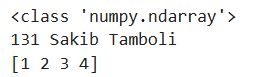 <class 'numpy.ndarray'>
131 Sakib Tamboli
[1 2 3 4]